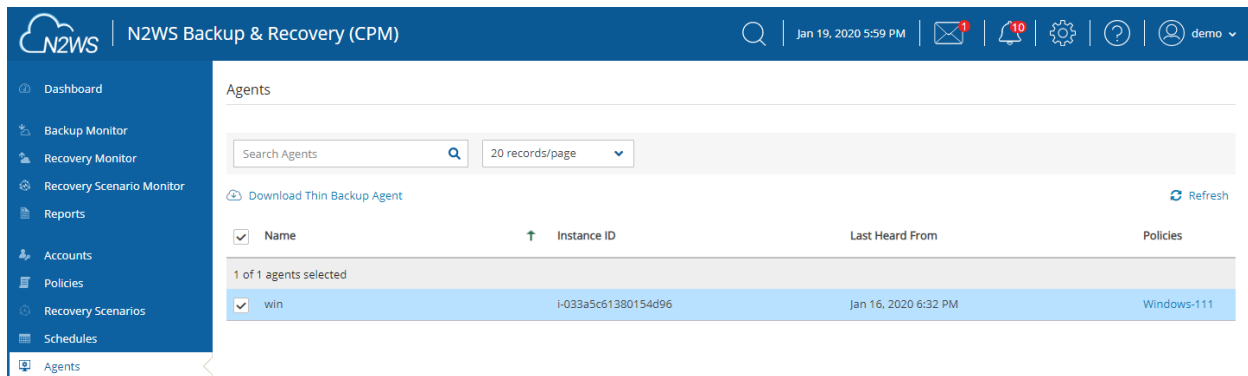 N2WS N2WS Backup & Recovery (CPM) Jan 19, 2020 5:59 PM 1 10 demo
Dashboard
Backup Monitor
Recovery Monitor
Recovery Scenario Monitor
Reports
Accounts
Policies
Recovery Scenarios
Schedules
Agents
Agents
Search Agents 20 records/page
Download Thin Backup Agent Refresh
Name Instance ID Last Heard From Policies
1 of 1 agents selected
win i-033a5c61380154d96 Jan 16, 2020 6:32 PM Windows-111